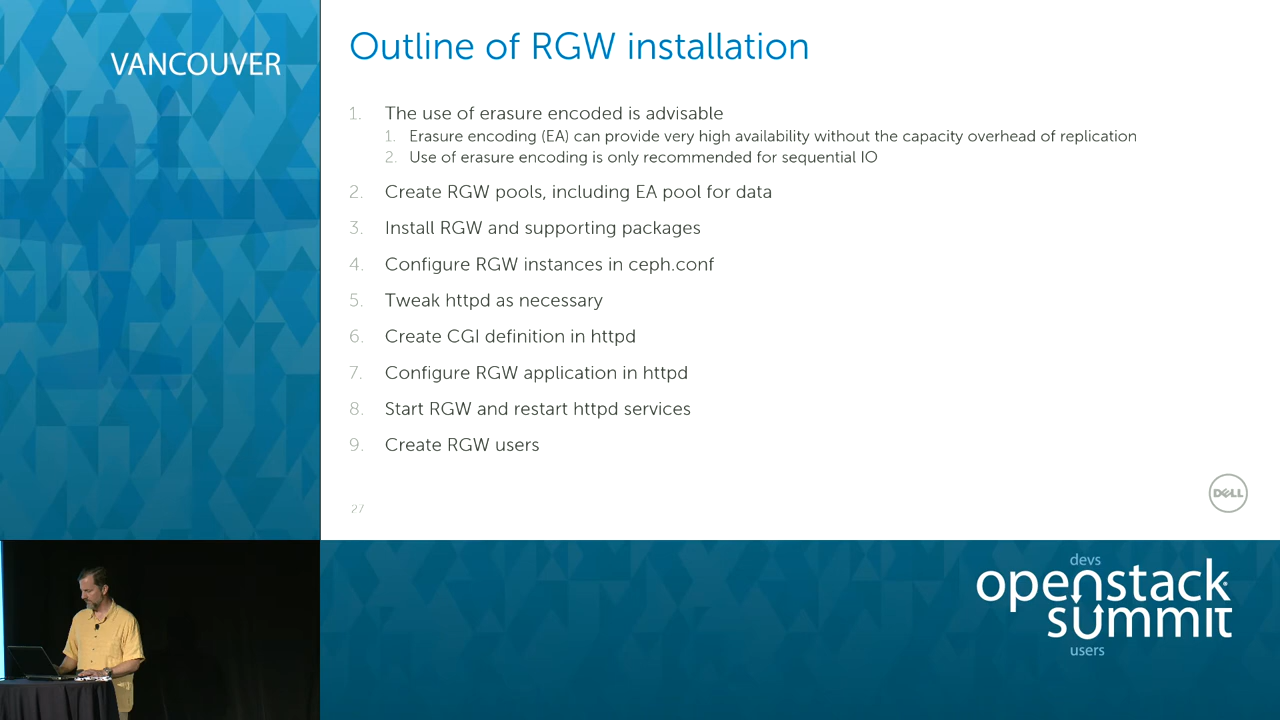 VANCOUVER
Outline of RGW installation
1. The use of erasure encoded is advisable
1. Erasure encoding (EA) can provide very high availability without the capacity overhead of replication
2. Use of erasure encoding is only recommended for sequential IO
2. Create RGW pools, including EA pool for data
3. Install RGW and supporting packages
4. Configure RGW instances in ceph.conf
5. Tweak httpd as necessary
6. Create CGI definition in httpd
7. Configure RGW application in httpd
8. Start RGW and restart httpd services
9. Create RGW users
27
DELL
devs
openstack
summit
users